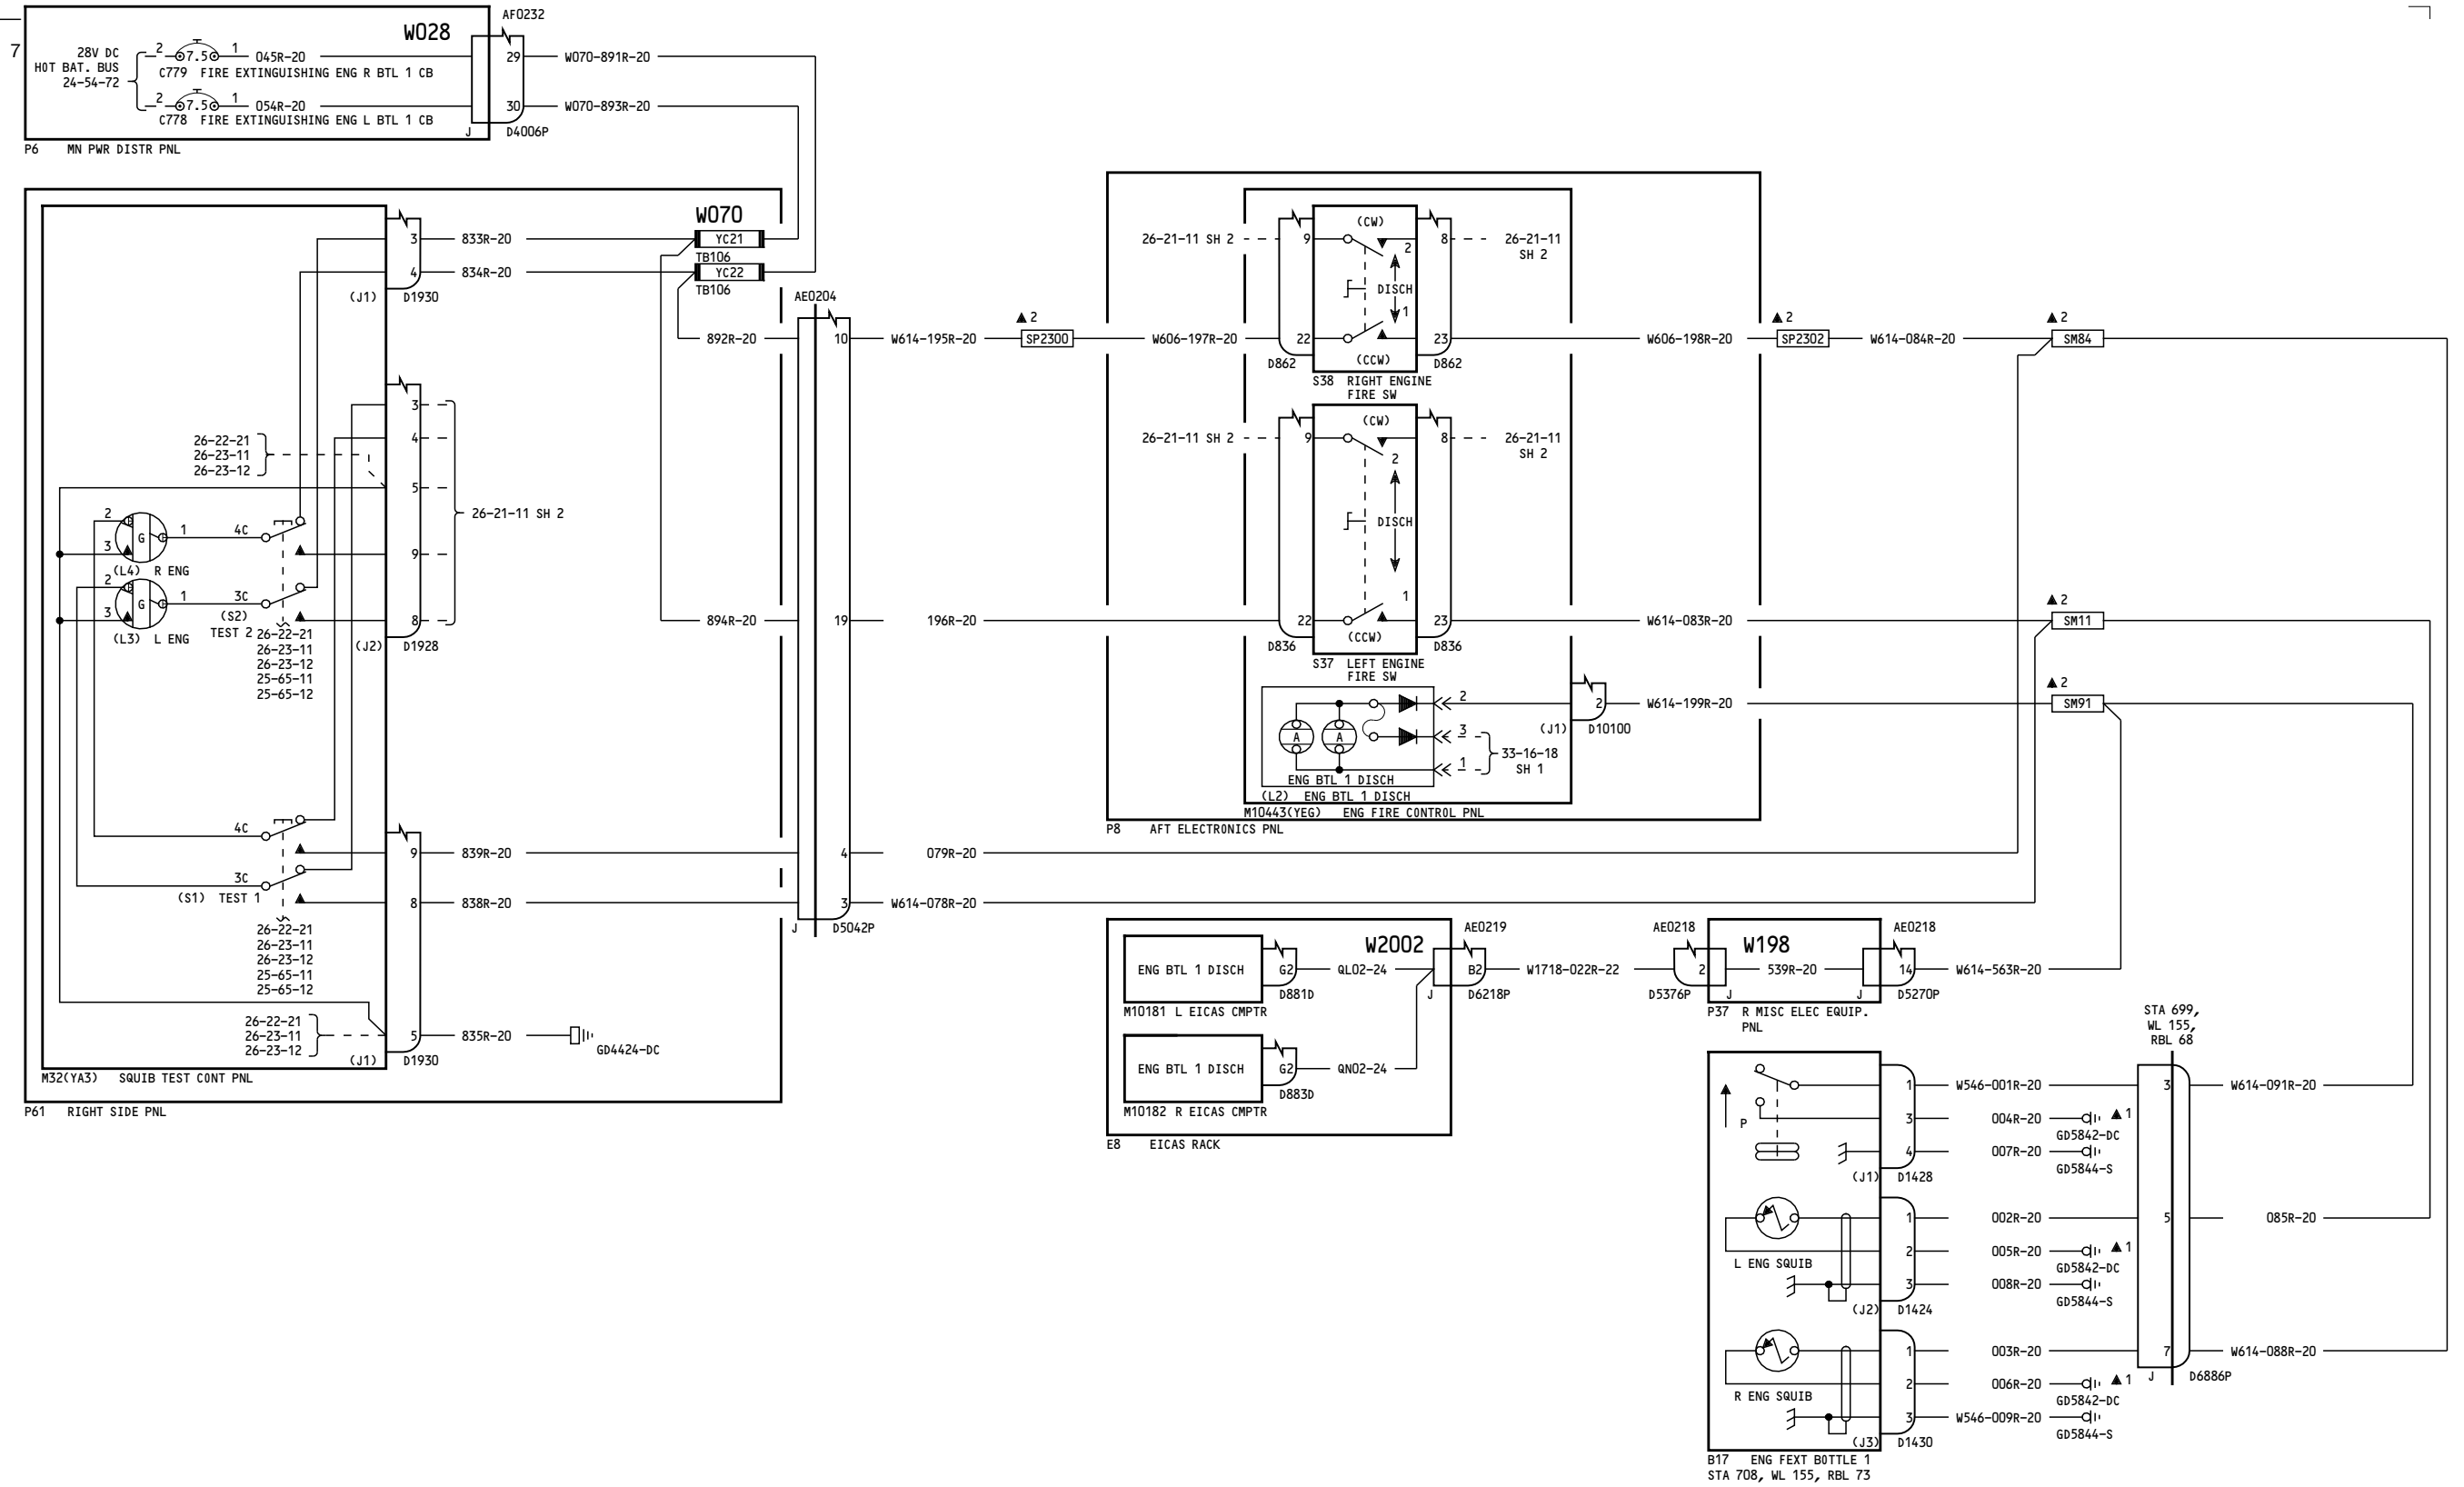 7
28V DC
HOT BAT. BUS
24-54-72
2 7.5 1 045R-20
C779 FIRE EXTINGUISHING ENG R BTL 1 CB
2 7.5 1 054R-20
C778 FIRE EXTINGUISHING ENG L BTL 1 CB
W028
AF0232
29 W070-891R-20
30 W070-893R-20
J D4006P
P6 MN PWR DISTR PNL
3 833R-20
4 834R-20
(J1) D1930
W070
YC21
TB106
YC22
TB106
3
4
5
9
8
26-21-11 SH 2
26-22-21
26-23-11
26-23-12
2
G 1 4C
3
(L4) R ENG
2
G 1 3C
3
(L3) L ENG
(S2)
TEST 2
26-22-21
26-23-11
26-23-12
25-65-11
25-65-12
(J2) D1928
4C
9 839R-20
3C
(S1) TEST 1
8 838R-20
26-22-21
26-23-11
26-23-12
25-65-11
25-65-12
26-22-21
26-23-11
26-23-12
5 835R-20
GD4424-DC
(J1) D1930
M32(YA3) SQUIB TEST CONT PNL
P61 RIGHT SIDE PNL
AE0204
892R-20 10 W614-195R-20
894R-20 19 196R-20
4 079R-20
3 W614-078R-20
J D5042P
2
SP2300
W606-197R-20
26-21-11 SH 2 9
(CW)
2
8 26-21-11
SH 2
DISCH
1
22 (CCW) 23
D862 D862
S38 RIGHT ENGINE
FIRE SW
W606-198R-20
2
SP2302
W614-084R-20
2
SM84
26-21-11 SH 2 9
(CW)
2
8 26-21-11
SH 2
DISCH
1
22 (CCW) 23
D836 D836
S37 LEFT ENGINE
FIRE SW
W614-083R-20
2
SM11
A A
2
3
1
33-16-18
SH 1
ENG BTL 1 DISCH
(L2) ENG BTL 1 DISCH
2 W614-199R-20
(J1) D10100
2
SM91
M10443(YEG) ENG FIRE CONTROL PNL
P8 AFT ELECTRONICS PNL
ENG BTL 1 DISCH G2 QL02-24
D881D
M10181 L EICAS CMPTR
ENG BTL 1 DISCH G2 QN02-24
D883D
M10182 R EICAS CMPTR
E8 EICAS RACK
W2002
AE0219
B2 W1718-022R-22
J D6218P
AE0218
2
D5376P J
W198
539R-20
AE0218
14 W614-563R-20
J D5270P
P37 R MISC ELEC EQUIP.
PNL
P
1 W546-001R-20
3 004R-20 1
GD5842-DC
4 007R-20
GD5844-S
(J1) D1428
1 002R-20
2 005R-20 1
GD5842-DC
L ENG SQUIB
3 008R-20
GD5844-S
(J2) D1424
1 003R-20
2 006R-20 1
GD5842-DC
R ENG SQUIB
3 W546-009R-20
GD5844-S
(J3) D1430
B17 ENG FEXT BOTTLE 1
STA 708, WL 155, RBL 73
STA 699,
WL 155,
RBL 68
3 W614-091R-20
5 085R-20
7 W614-088R-20
J D6886P